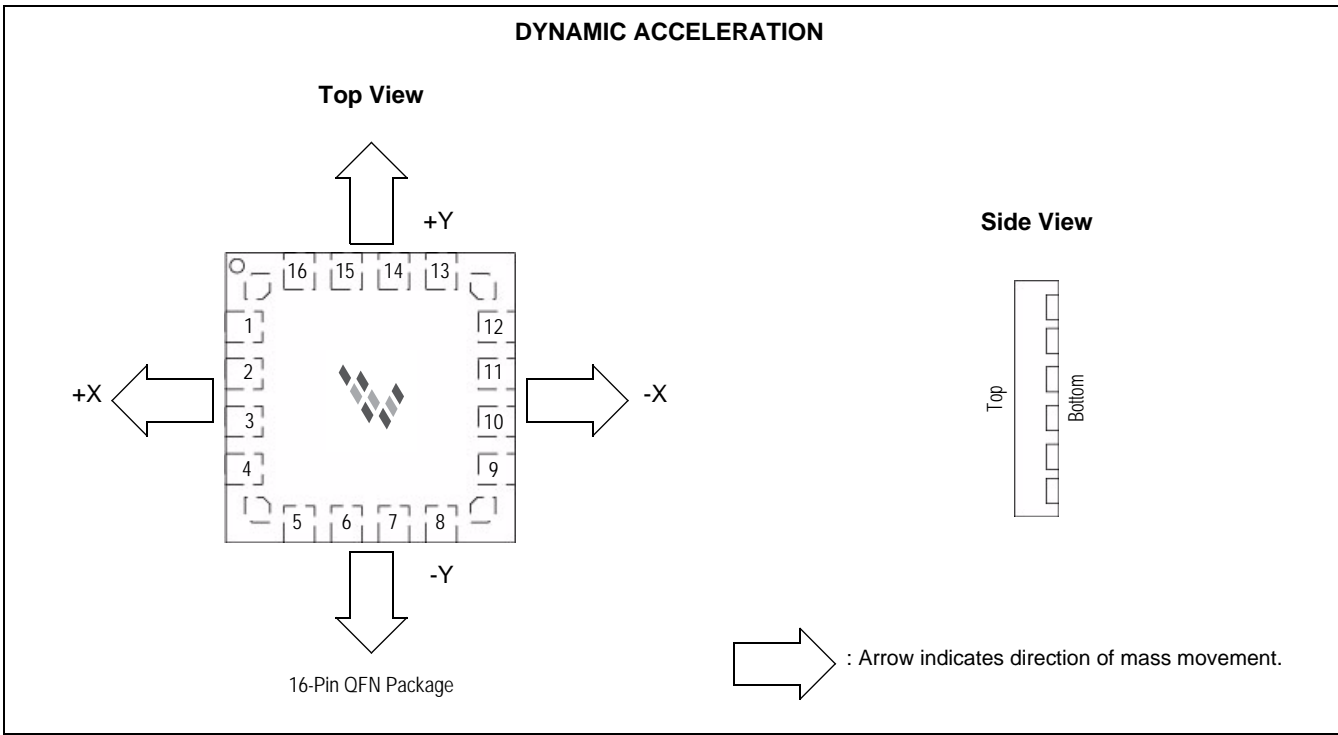 DYNAMIC ACCELERATION
Top View
+Y
16 15 14 13
1
2
3
4
12
11
10
9
5 6 7 8
+X
-X
-Y
16-Pin QFN Package
Side View
Top
Bottom
: Arrow indicates direction of mass movement.